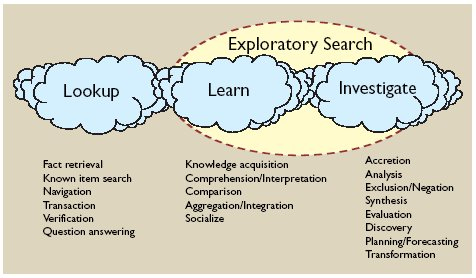 Exploratory Search
Lookup
Learn
Investigate
Fact retrieval
Known item search
Navigation
Transaction
Verification
Question answering
Knowledge acquisition
Comprehension/Interpretation
Comparison
Aggregation/Integration
Socialize
Accretion
Analysis
Exclusion/Negation
Synthesis
Evaluation
Discovery
Planning/Forecasting
Transformation